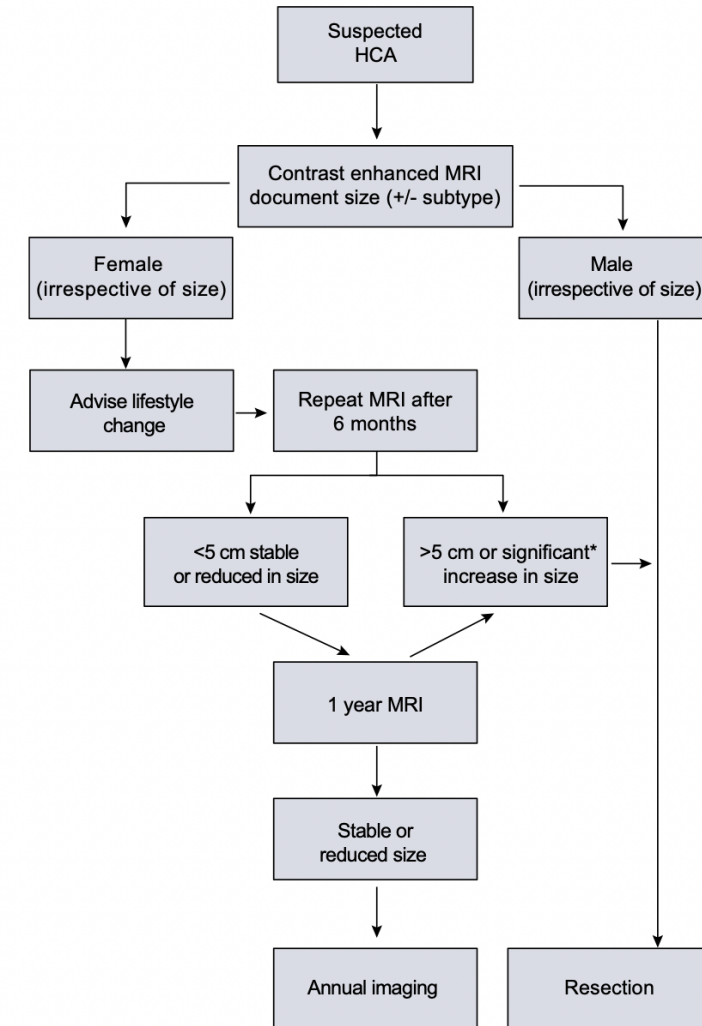 Suspected
HCA
Contrast enhanced MRI
document size (+/- subtype)
Female
(irrespective of size)
Male
(irrespective of size)
Advise lifestyle
change
Repeat MRI after
6 months
<5 cm stable
or reduced in size
>5 cm or significant*
increase in size
1 year MRI
Stable or
reduced size
Annual imaging
Resection